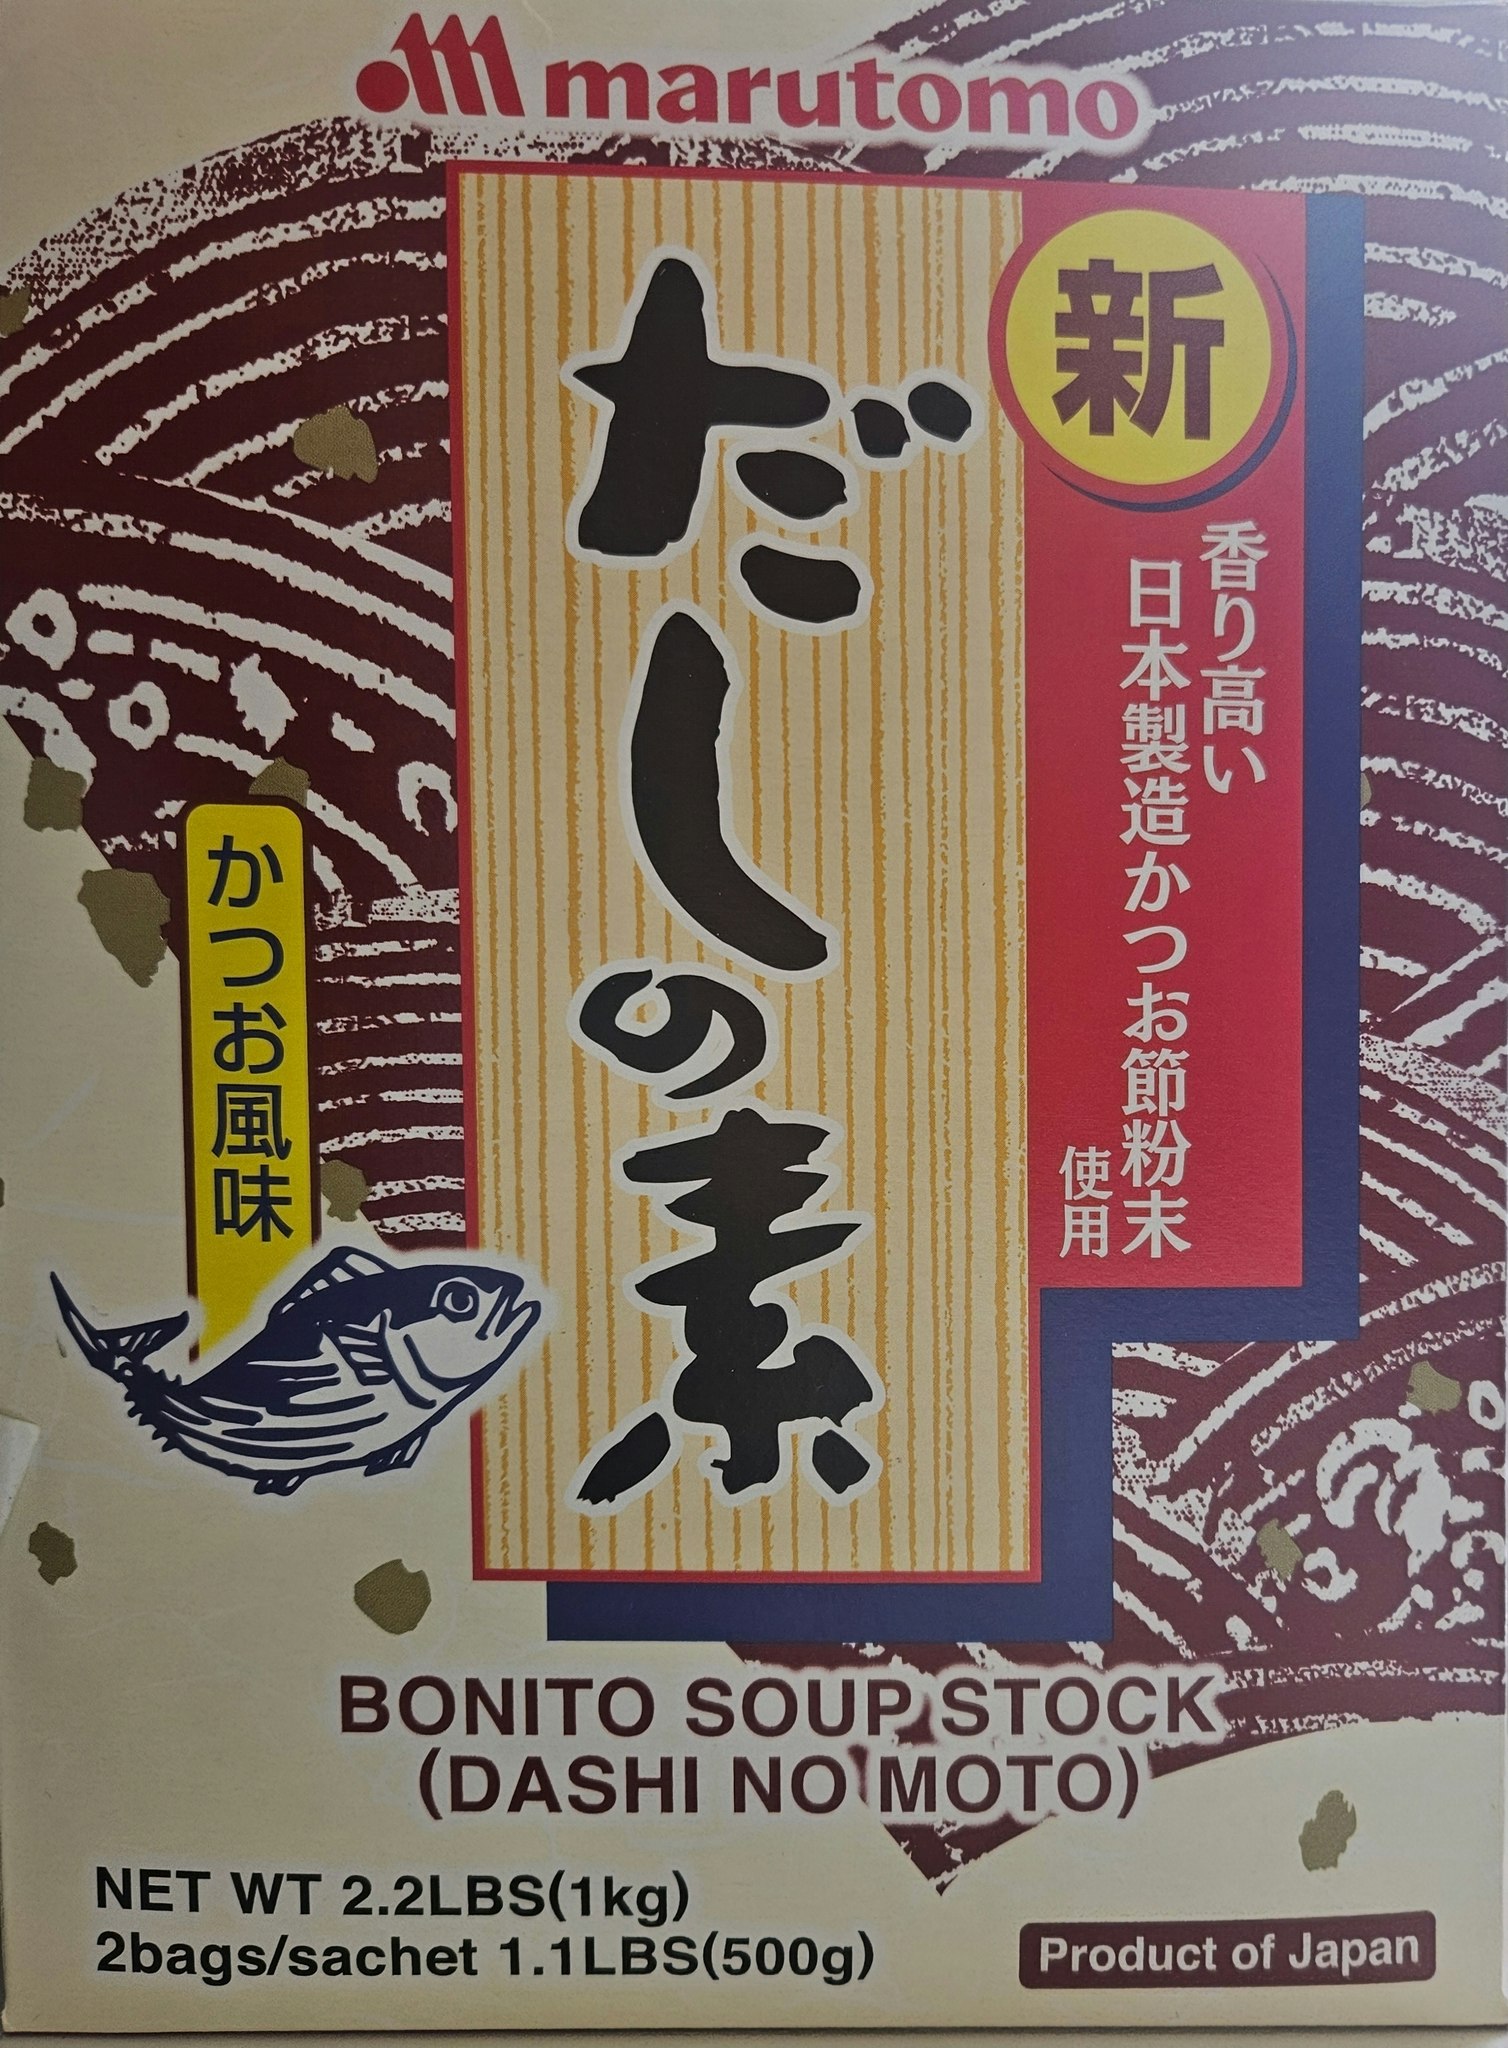 marutomo
新
香り高い
日本製造かつお節粉末
使用
だしの素
かつお風味
BONITO SOUP STOCK
(DASHI NO MOTO)
NET WT 2.2LBS(1kg)
2bags/sachet 1.1LBS(500g)
Product of Japan